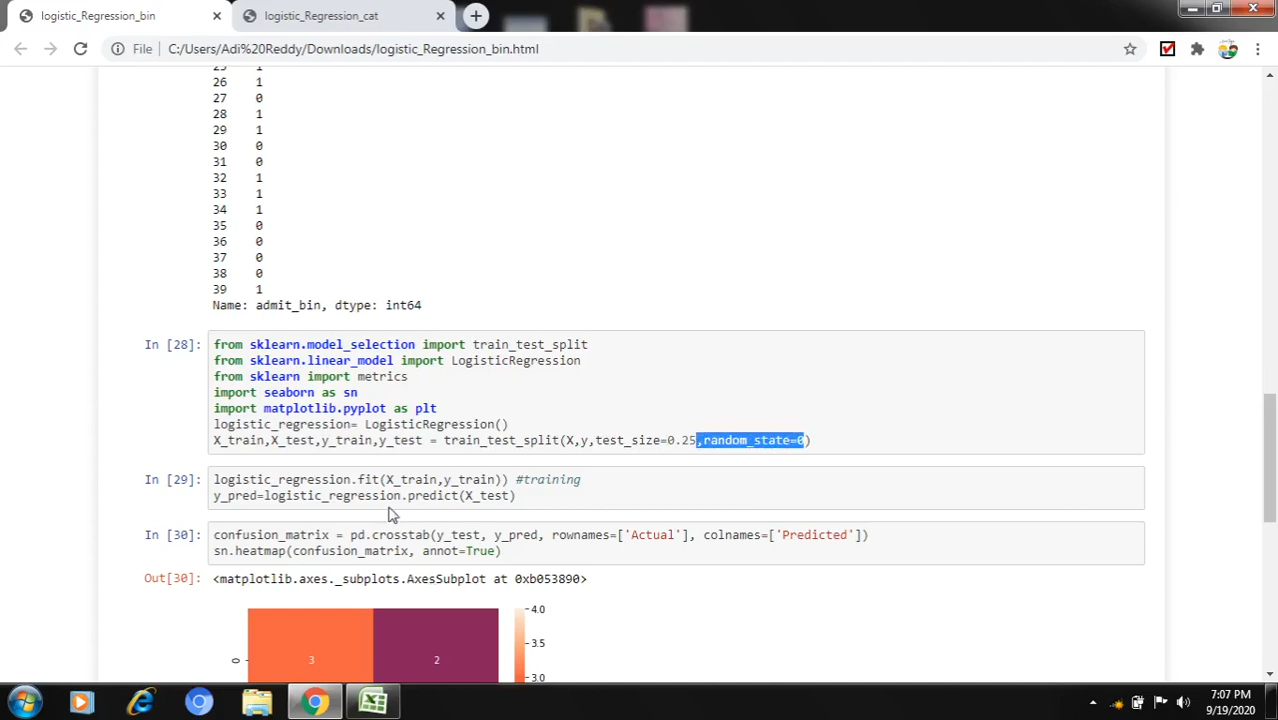 logistic_Regression_bin
logistic_Regression_cat
File
C:/Users/Adi%20Reddy/Downloads/logistic_Regression_bin.html
25 1
26 1
27 0
28 1
29 1
30 0
31 0
32 1
33 1
34 1
35 0
36 0
37 0
38 0
39 1
Name: admit_bin, dtype: int64
In [28]:
from sklearn.model_selection import train_test_split
from sklearn.linear_model import LogisticRegression
from sklearn import metrics
import seaborn as sn
import matplotlib.pyplot as plt
logistic_regression= LogisticRegression()
X_train,X_test,y_train,y_test = train_test_split(X,y,test_size=0.25,random_state=0)
In [29]:
logistic_regression.fit(X_train,y_train)) #training
y_pred=logistic_regression.predict(X_test)
In [30]:
confusion_matrix = pd.crosstab(y_test, y_pred, rownames=['Actual'], colnames=['Predicted'])
sn.heatmap(confusion_matrix, annot=True)
Out[30]:
<matplotlib.axes._subplots.AxesSubplot at 0xb053890>
4.0
3.5
0
3
2
3.0
7:07 PM
9/19/2020